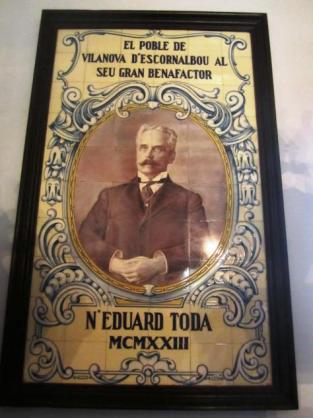 EL POBLE DE
VILANOVA D'ESCORNALBOU AL
SEU GRAN BENAFACTOR
N'EDUARD TODA
MCMXXIII